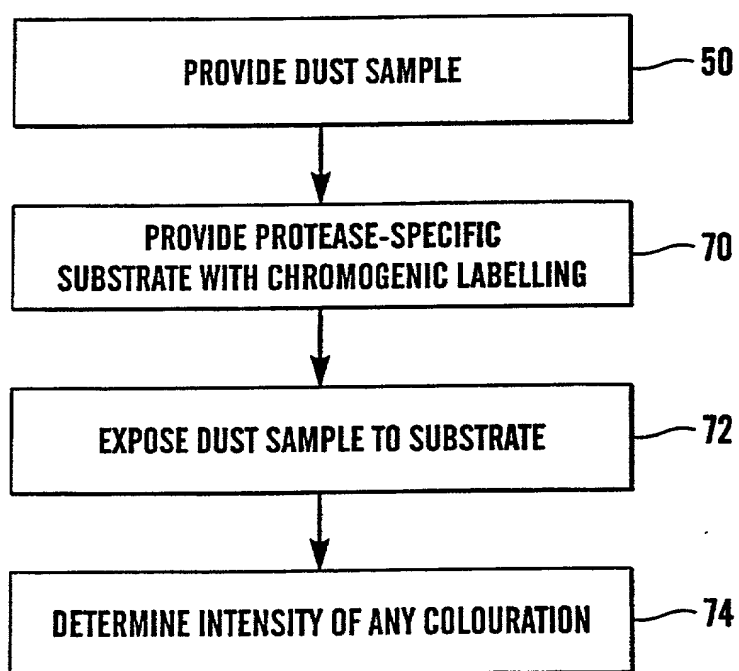 PROVIDE DUST SAMPLE 50
PROVIDE PROTEASE-SPECIFIC
SUBSTRATE WITH CHROMOGENIC LABELLING 70
EXPOSE DUST SAMPLE TO SUBSTRATE 72
DETERMINE INTENSITY OF ANY COLOURATION 74